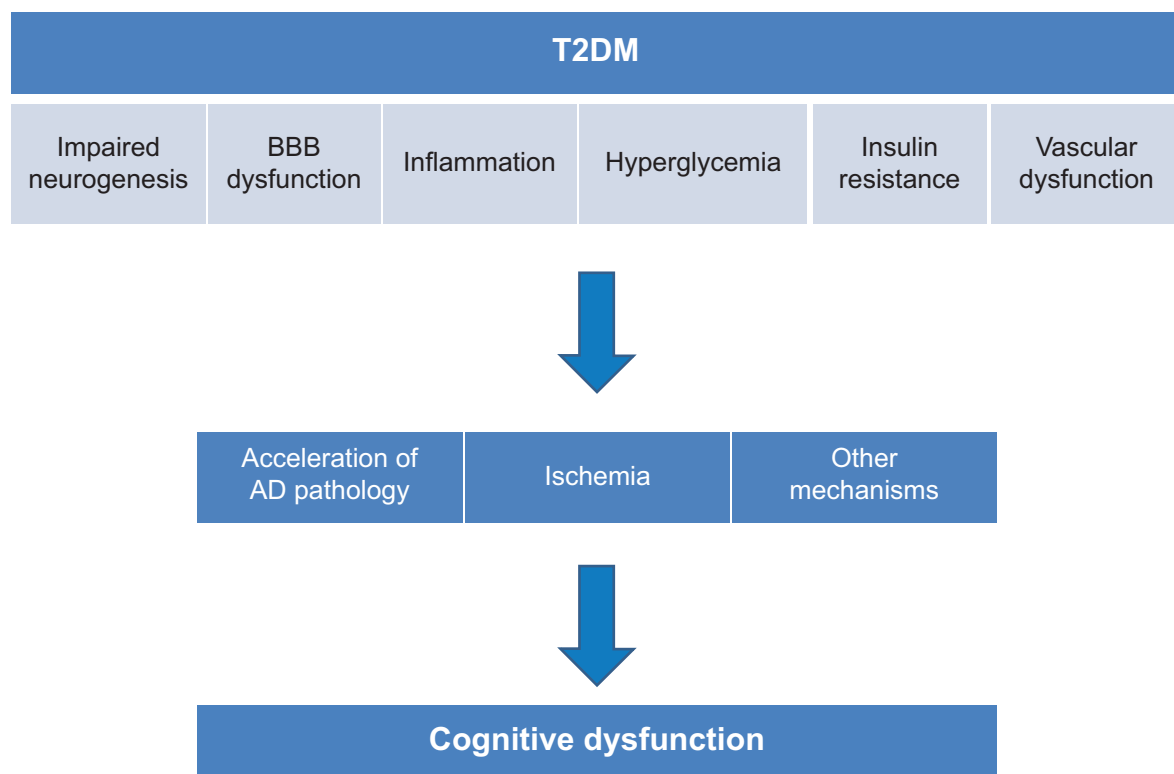 T2DM
Impaired
neurogenesis
BBB
dysfunction
Inflammation
Hyperglycemia
Insulin
resistance
Vascular
dysfunction
Acceleration of
AD pathology
Ischemia
Other
mechanisms
Cognitive dysfunction